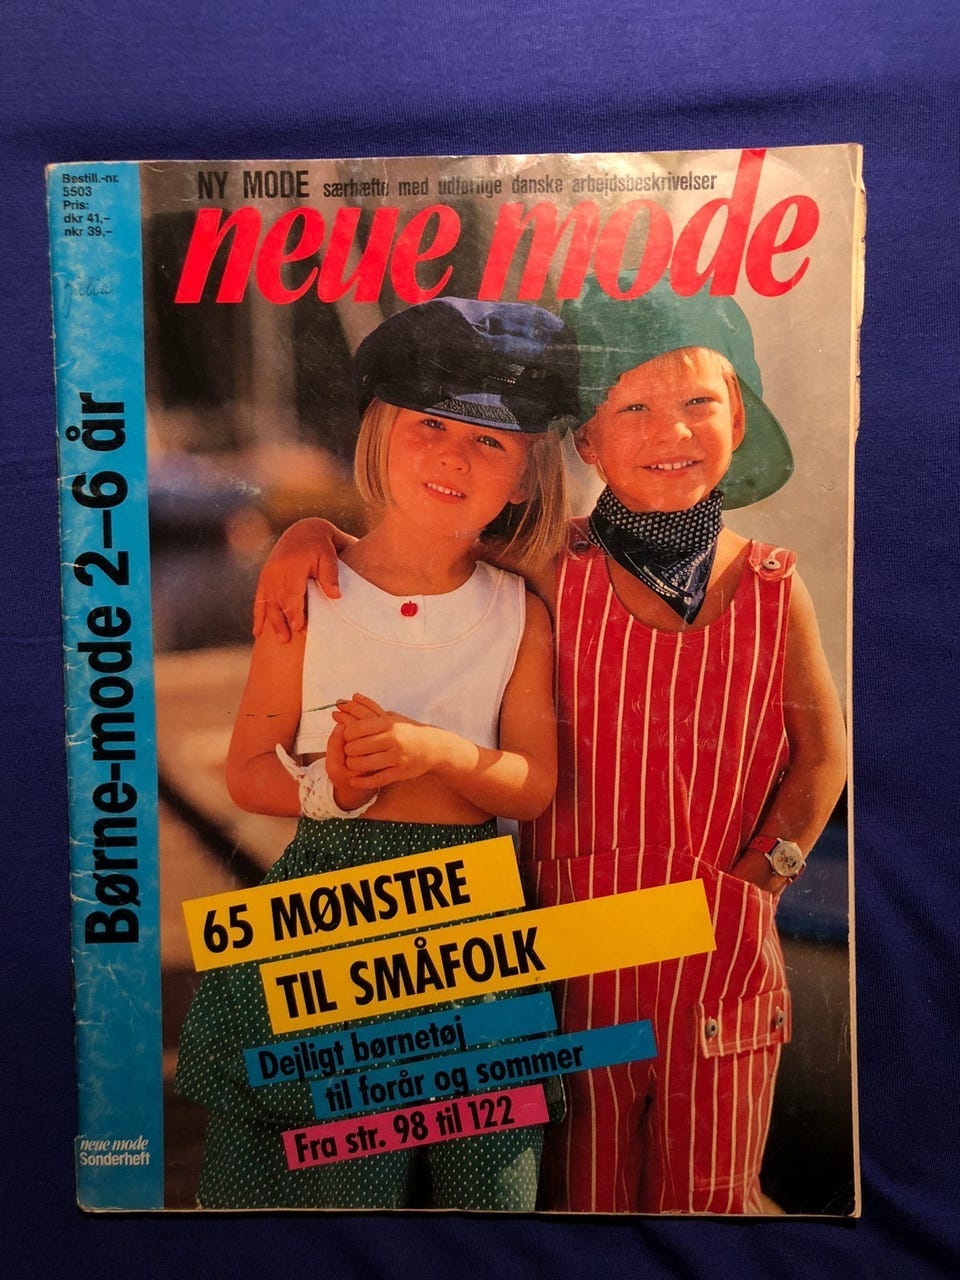 Bestill.-nr.
5503
Pris:
dkr 41,-
nkr 39,-
NY MODE særhæfte med udførlige danske arbejdsbeskrivelser
neue mode
Børne-mode 2–6 år
65 MØNSTRE
TIL SMÅFOLK
Dejligt børnetøj
til forår og sommer
Fra str. 98 til 122
neue mode
Sonderheft